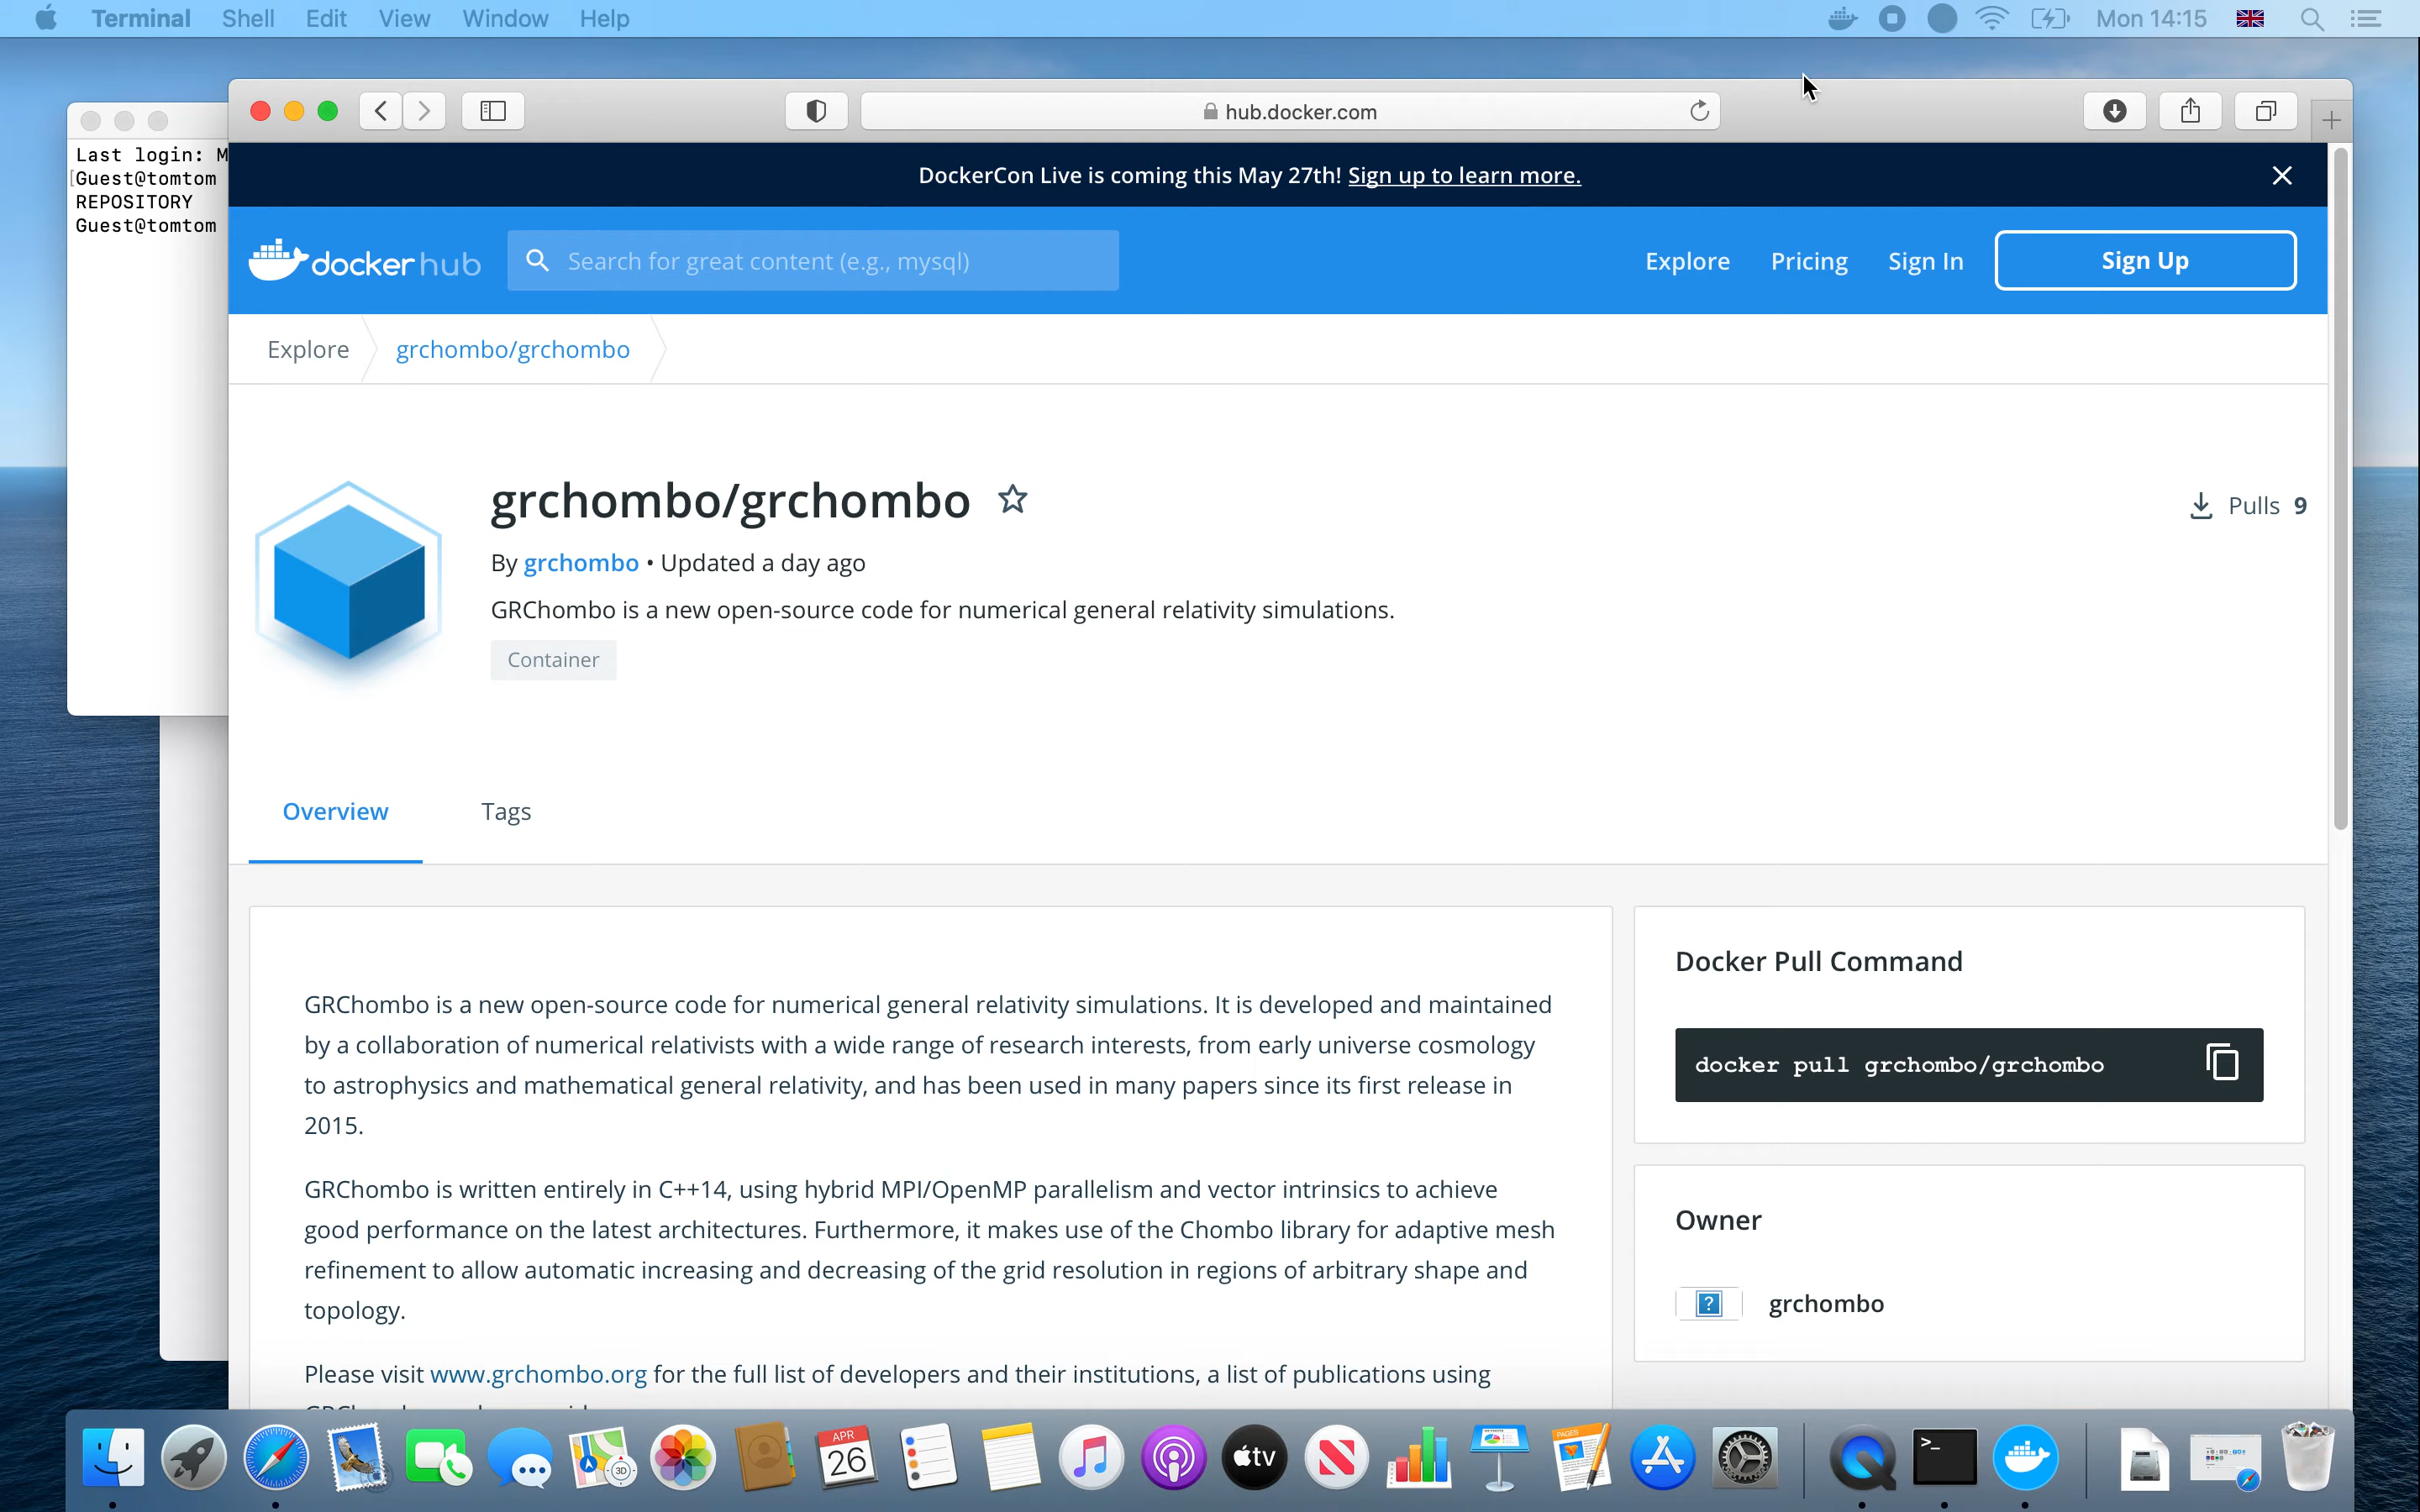 Terminal Shell Edit View Window Help
Mon 14:15
hub.docker.com
Last login: M
Guest@tomtom
REPOSITORY
Guest@tomtom
DockerCon Live is coming this May 27th! Sign up to learn more.
dockerhub
Search for great content (e.g., mysql)
Explore Pricing Sign In Sign Up
Explore grchombo/grchombo
grchombo/grchombo
Pulls 9
By grchombo • Updated a day ago
GRChombo is a new open-source code for numerical general relativity simulations.
Container
Overview Tags
GRChombo is a new open-source code for numerical general relativity simulations. It is developed and maintained
by a collaboration of numerical relativists with a wide range of research interests, from early universe cosmology
to astrophysics and mathematical general relativity, and has been used in many papers since its first release in
2015.
GRChombo is written entirely in C++14, using hybrid MPI/OpenMP parallelism and vector intrinsics to achieve
good performance on the latest architectures. Furthermore, it makes use of the Chombo library for adaptive mesh
refinement to allow automatic increasing and decreasing of the grid resolution in regions of arbitrary shape and
topology.
Please visit www.grchombo.org for the full list of developers and their institutions, a list of publications using
Docker Pull Command
docker pull grchombo/grchombo
Owner
grchombo
3D
APR
26
tv
PAGES
>_